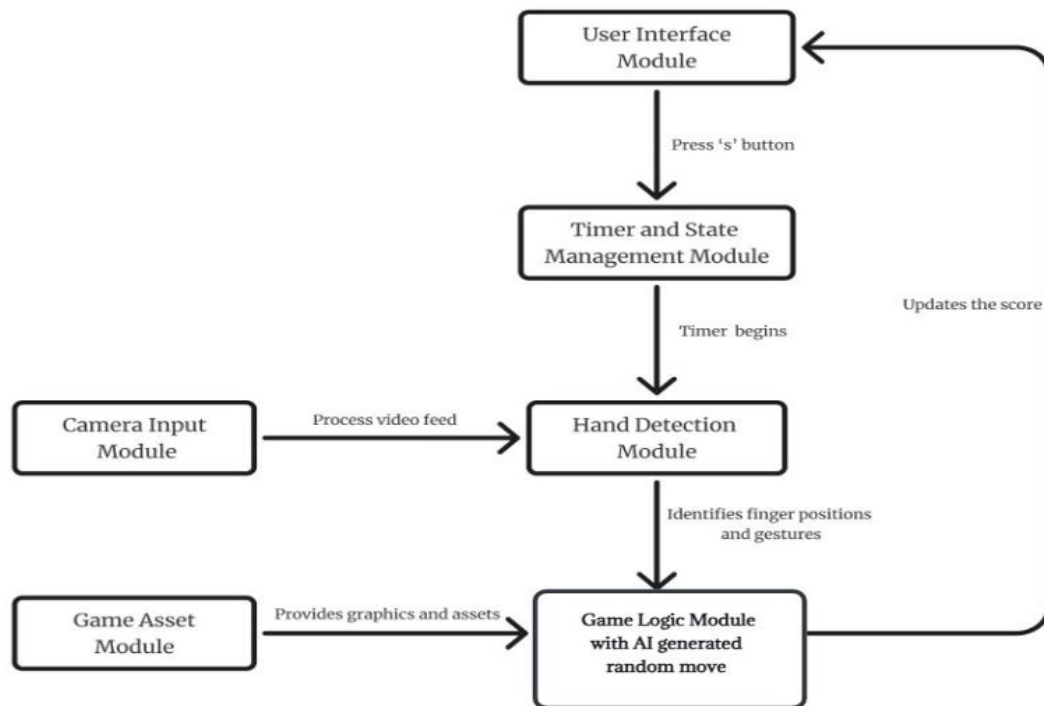 User Interface
Module
Press ‘s’ button
Timer and State
Management Module
Updates the score
Timer begins
Camera Input
Module
Process video feed
Hand Detection
Module
Identifies finger positions
and gestures
Game Asset
Module
Provides graphics and assets
Game Logic Module
with AI generated
random move